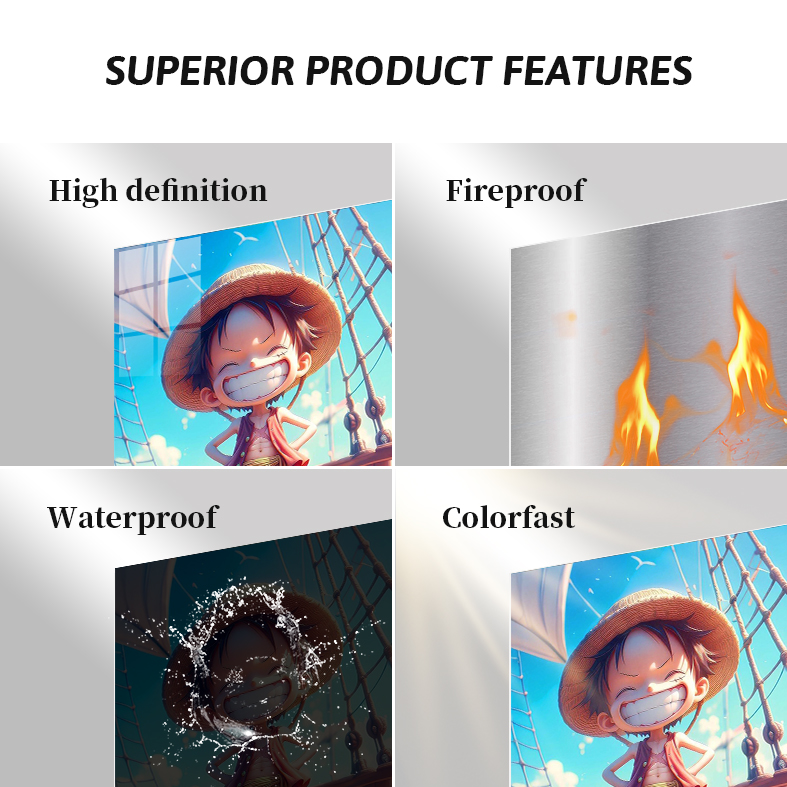 SUPERIOR PRODUCT FEATURES
High definition
Fireproof
Waterproof
Colorfast